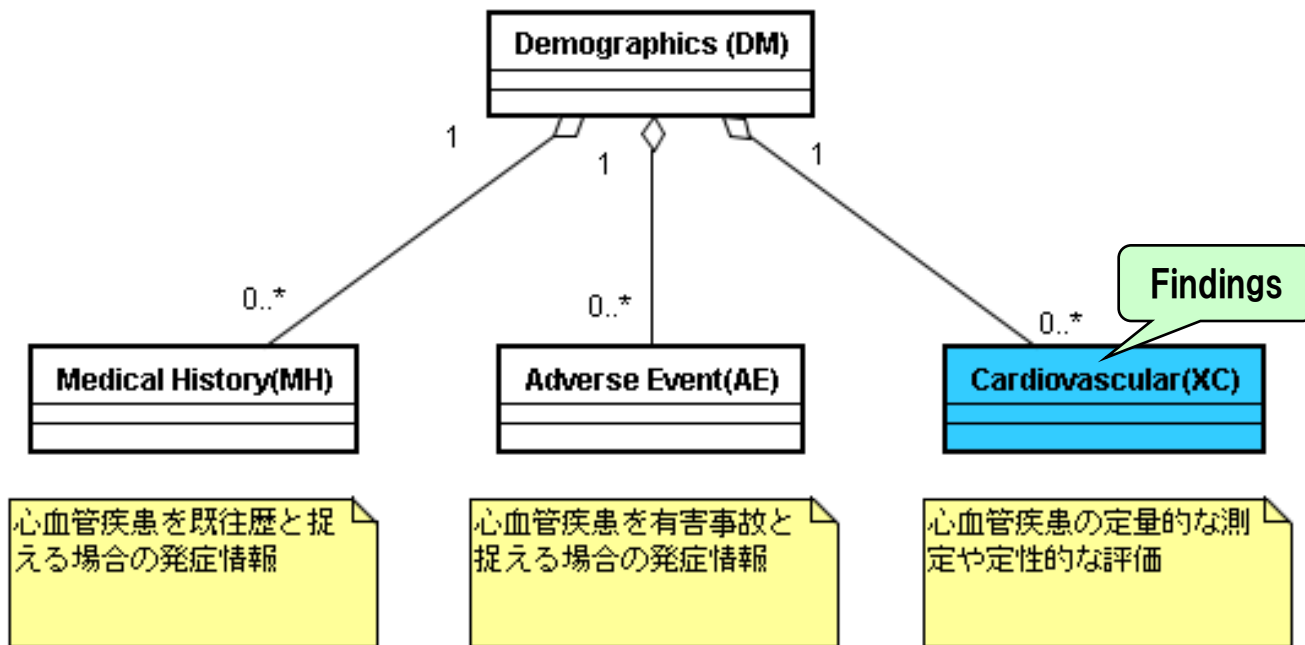 Demographics (DM)
1
1
1
0..*
0..*
0..*
Findings
Medical History(MH)
Adverse Event(AE)
Cardiovascular(XC)
心血管疾患を既往歴と捉
える場合の発症情報
心血管疾患を有害事故と
捉える場合の発症情報
心血管疾患の定量的な測
定や定性的な評価